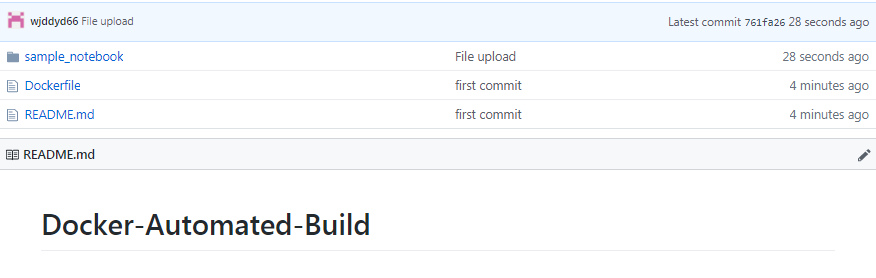 wjddyd66 File upload Latest commit 761fa26 28 seconds ago
sample_notebook File upload 28 seconds ago
Dockerfile first commit 4 minutes ago
README.md first commit 4 minutes ago
README.md
Docker-Automated-Build